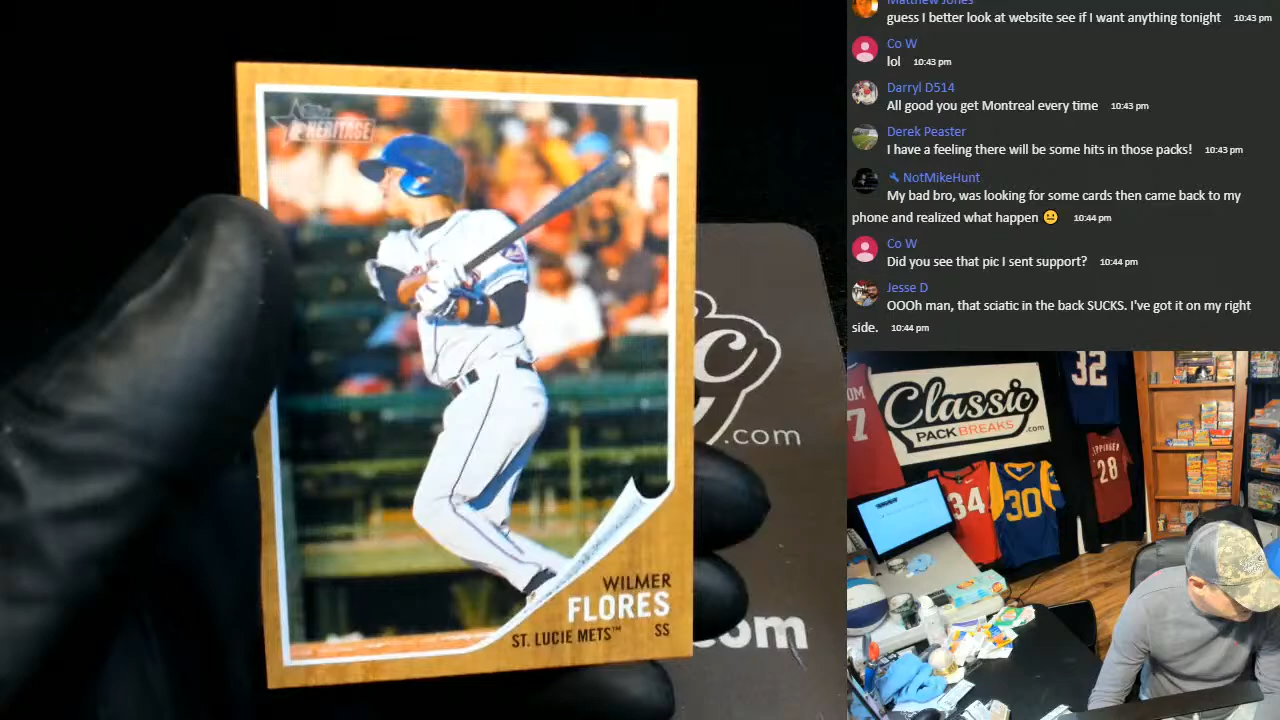 Matthew Jones
guess I better look at website see if I want anything tonight 10:43 pm
Co W
lol 10:43 pm
Darryl D514
All good you get Montreal every time 10:43 pm
Derek Peaster
I have a feeling there will be some hits in those packs! 10:43 pm
NotMikeHunt
My bad bro, was looking for some cards then came back to my
phone and realized what happen 😐 10:44 pm
Co W
Did you see that pic I sent support? 10:44 pm
Jesse D
OOOh man, that sciatic in the back SUCKS. I've got it on my right
side. 10:44 pm
Topps
HERITAGE
WILMER
FLORES
ST. LUCIE METS™ SS
c
.com
.com
Classic
PACKBREAKS.com
32
7
34
30
28